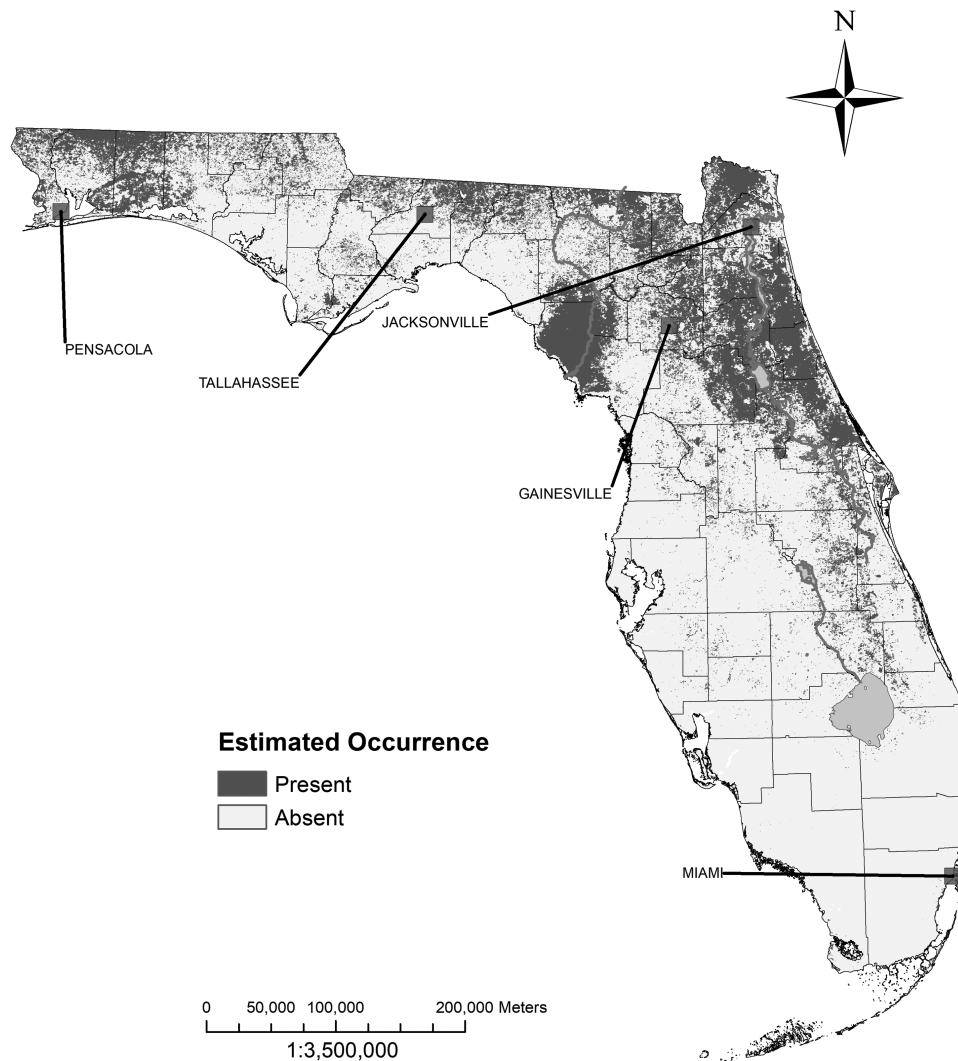 N
JACKSONVILLE
PENSACOLA
TALLAHASSEE
GAINESVILLE
Estimated Occurrence
Present
Absent
MIAMI
0 50,000 100,000 200,000 Meters
1:3,500,000